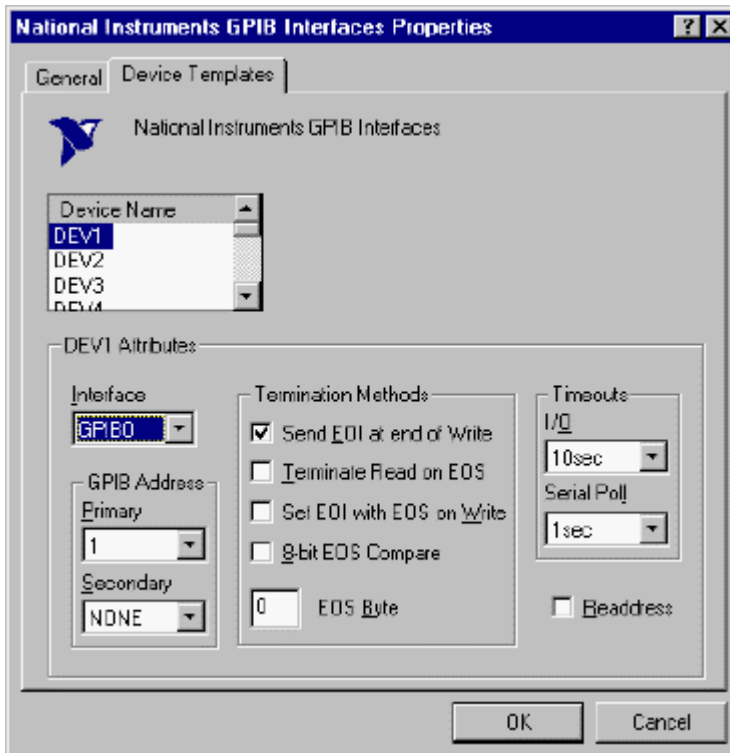 National Instruments GPIB Interfaces Properties
?
General
Device Templates
National Instruments GPIB Interfaces
Device Name
DEV1
DEV2
DEV3
DEV4
DEV1 Attributes
Interface
GPIB0
GPIB Address
Primary
1
Secondary
NONE
Termination Methods
Send EOI at end of Write
Terminate Read on EOS
Set EOI with EOS on Write
8-bit EOS Compare
0 EOS Byte
Timeouts
I/O
10sec
Serial Poll
1sec
Readdress
OK
Cancel